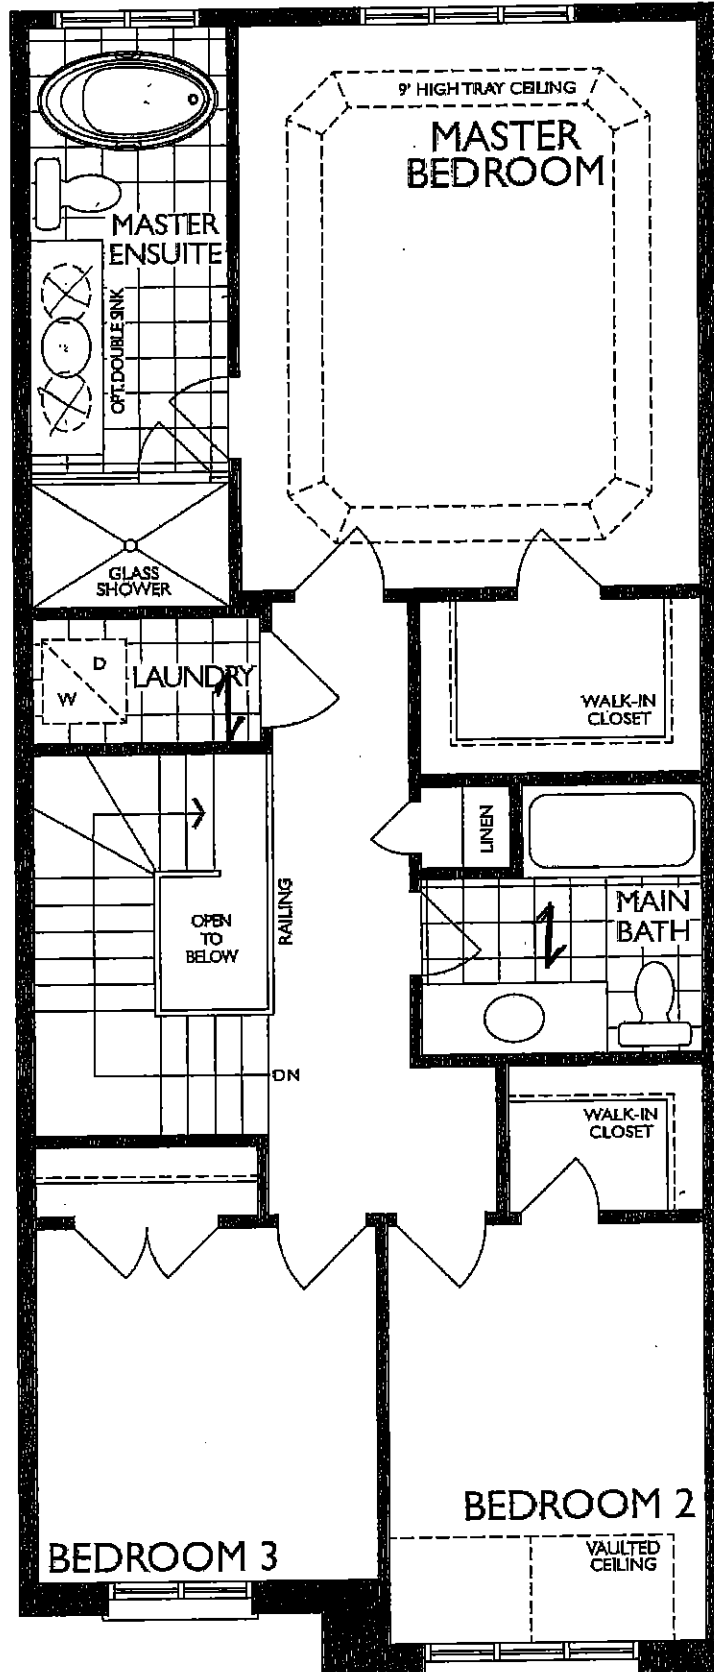 9' HIGH TRAY CEILING
MASTER
BEDROOM
MASTER
ENSUITE
OPT. DOUBLE SINK
GLASS
SHOWER
D
W
LAUNDRY
WALK-IN
CLOSET
LINEN
MAIN
BATH
OPEN
TO
BELOW
RAILING
DN
WALK-IN
CLOSET
BEDROOM 2
VAULTED
CEILING
BEDROOM 3